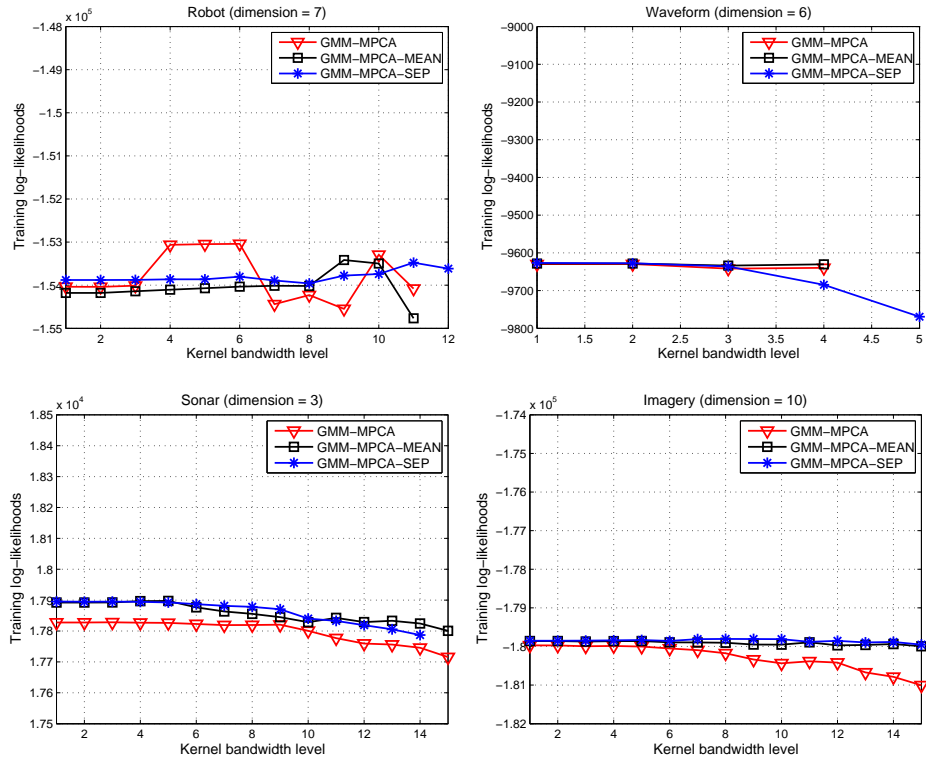 Robot (dimension = 7)
x 10^5
-1.48
-1.49
-1.5
-1.51
-1.52
-1.53
-1.54
-1.55
2
4
6
8
10
12
Kernel bandwidth level
Training log-likelihoods
GMM-MPCA
GMM-MPCA-MEAN
GMM-MPCA-SEP
Waveform (dimension = 6)
-9000
-9100
-9200
-9300
-9400
-9500
-9600
-9700
-9800
1
1.5
2
2.5
3
3.5
4
4.5
5
Kernel bandwidth level
Training log-likelihoods
GMM-MPCA
GMM-MPCA-MEAN
GMM-MPCA-SEP
Sonar (dimension = 3)
x 10^4
1.85
1.84
1.83
1.82
1.81
1.8
1.79
1.78
1.77
1.76
1.75
2
4
6
8
10
12
14
Kernel bandwidth level
Training log-likelihoods
GMM-MPCA
GMM-MPCA-MEAN
GMM-MPCA-SEP
Imagery (dimension = 10)
x 10^5
-1.74
-1.75
-1.76
-1.77
-1.78
-1.79
-1.8
-1.81
-1.82
2
4
6
8
10
12
14
Kernel bandwidth level
Training log-likelihoods
GMM-MPCA
GMM-MPCA-MEAN
GMM-MPCA-SEP